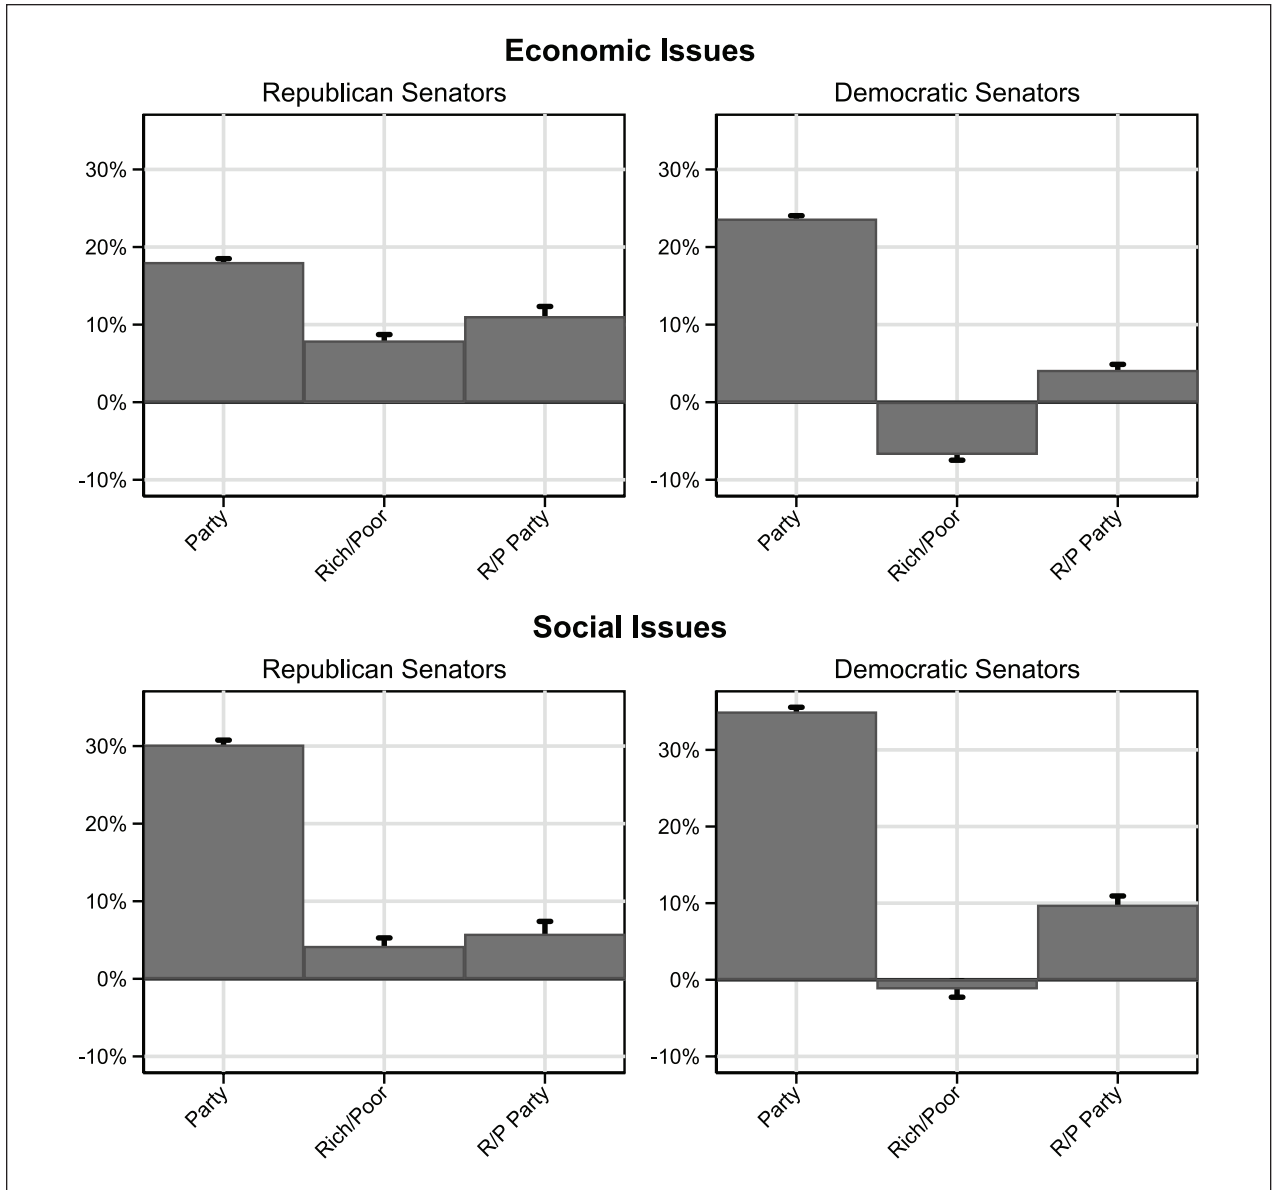 Economic Issues
Republican Senators
Democratic Senators
30%
20%
10%
0%
-10%
Party
Rich/Poor
R/P Party
30%
20%
10%
0%
-10%
Party
Rich/Poor
R/P Party
Social Issues
Republican Senators
Democratic Senators
30%
20%
10%
0%
-10%
Party
Rich/Poor
R/P Party
30%
20%
10%
0%
-10%
Party
Rich/Poor
R/P Party